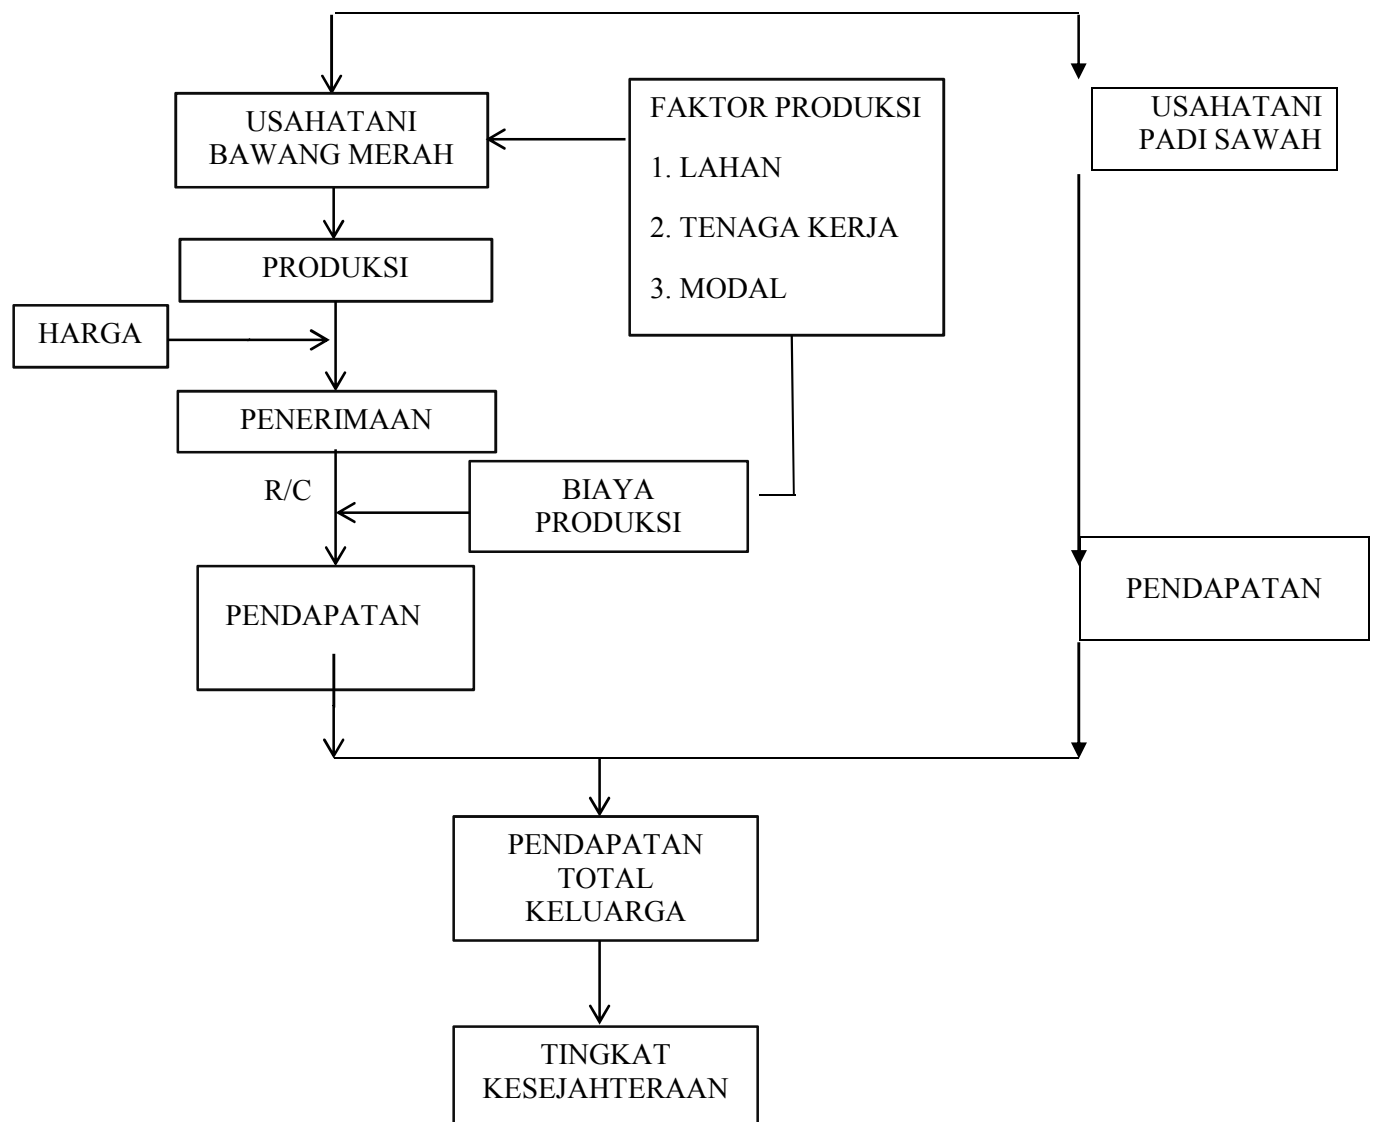 USAHATANI
BAWANG MERAH
FAKTOR PRODUKSI
1. LAHAN
2. TENAGA KERJA
3. MODAL
USAHATANI
PADI SAWAH
PRODUKSI
HARGA
PENERIMAAN
R/C
BIAYA
PRODUKSI
PENDAPATAN
PENDAPATAN
PENDAPATAN
TOTAL
KELUARGA
TINGKAT
KESEJAHTERAAN